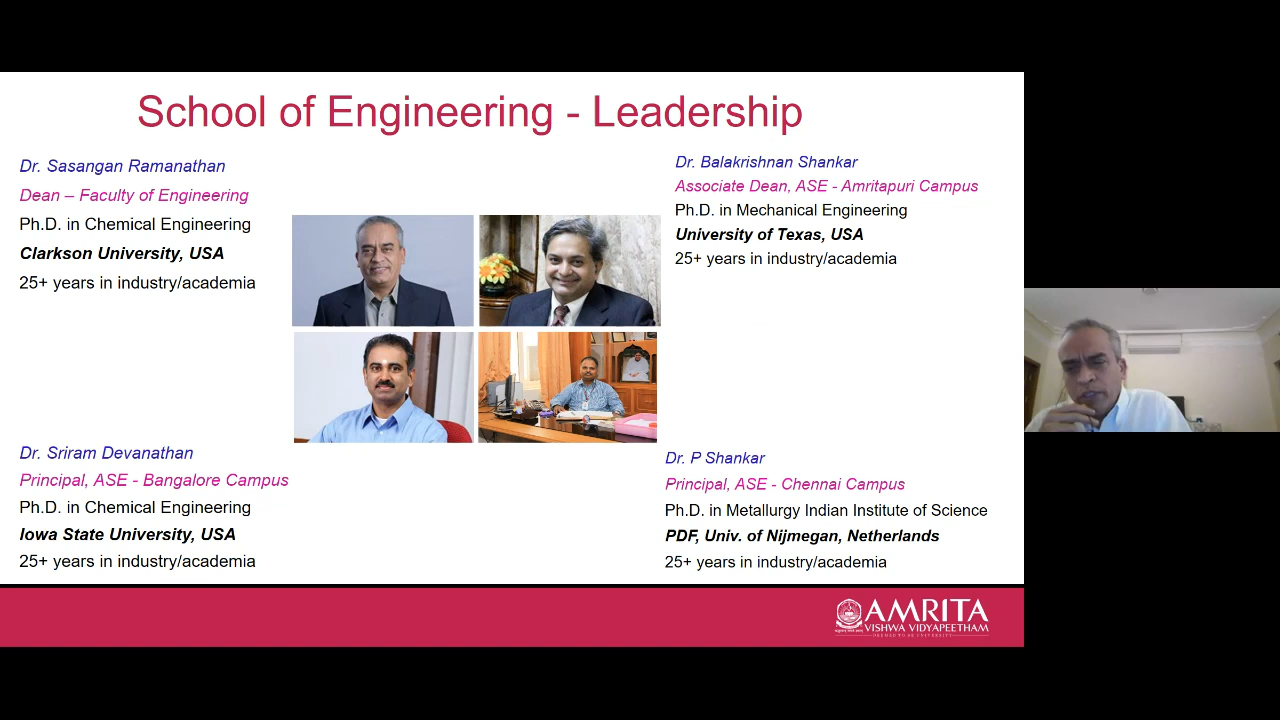 School of Engineering - Leadership
Dr. Sasangan Ramanathan
Dean – Faculty of Engineering
Ph.D. in Chemical Engineering
Clarkson University, USA
25+ years in industry/academia
Dr. Balakrishnan Shankar
Associate Dean, ASE - Amritapuri Campus
Ph.D. in Mechanical Engineering
University of Texas, USA
25+ years in industry/academia
Dr. Sriram Devanathan
Principal, ASE - Bangalore Campus
Ph.D. in Chemical Engineering
Iowa State University, USA
25+ years in industry/academia
Dr. P Shankar
Principal, ASE - Chennai Campus
Ph.D. in Metallurgy Indian Institute of Science
PDF, Univ. of Nijmegan, Netherlands
25+ years in industry/academia
AMRITA
VISHWA VIDYAPEETHAM
DEEMED TO BE UNIVERSITY